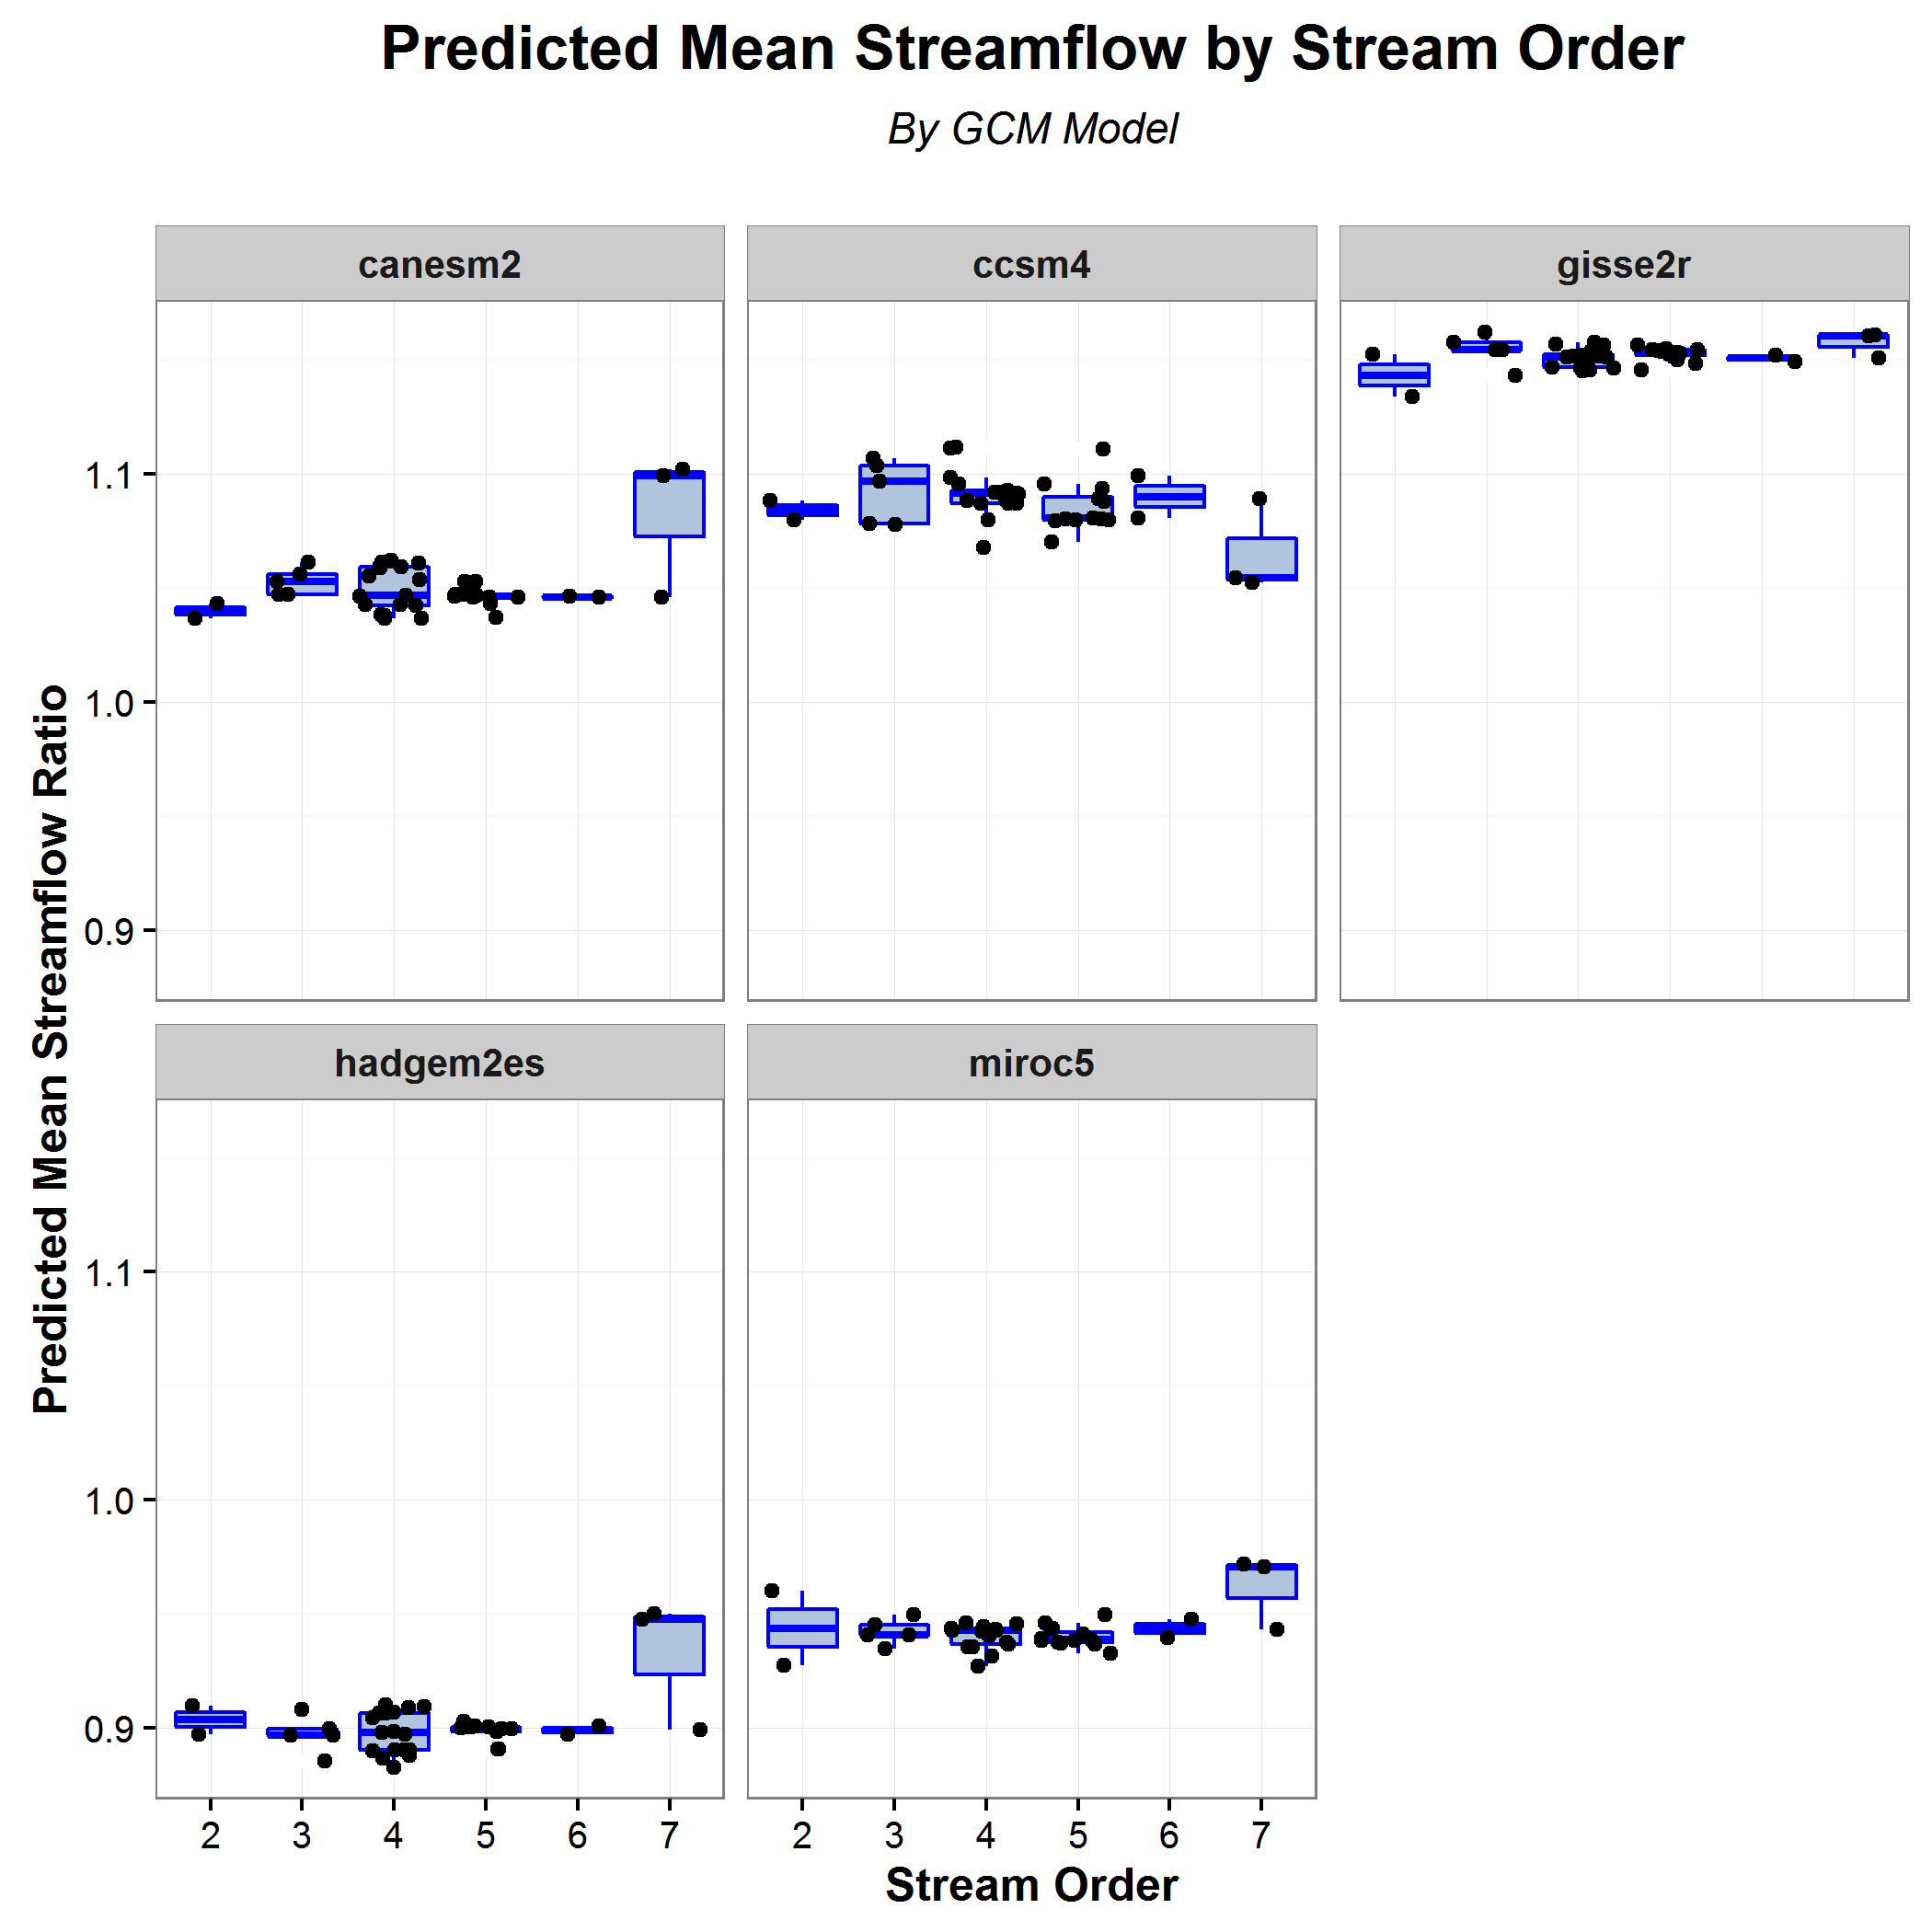 Predicted Mean Streamflow by Stream Order
By GCM Model
canesm2
ccsm4
gisse2r
1.1
1.0
0.9
Predicted Mean Streamflow Ratio
hadgem2es
miroc5
1.1
1.0
0.9
2 3 4 5 6 7
2 3 4 5 6 7
Stream Order